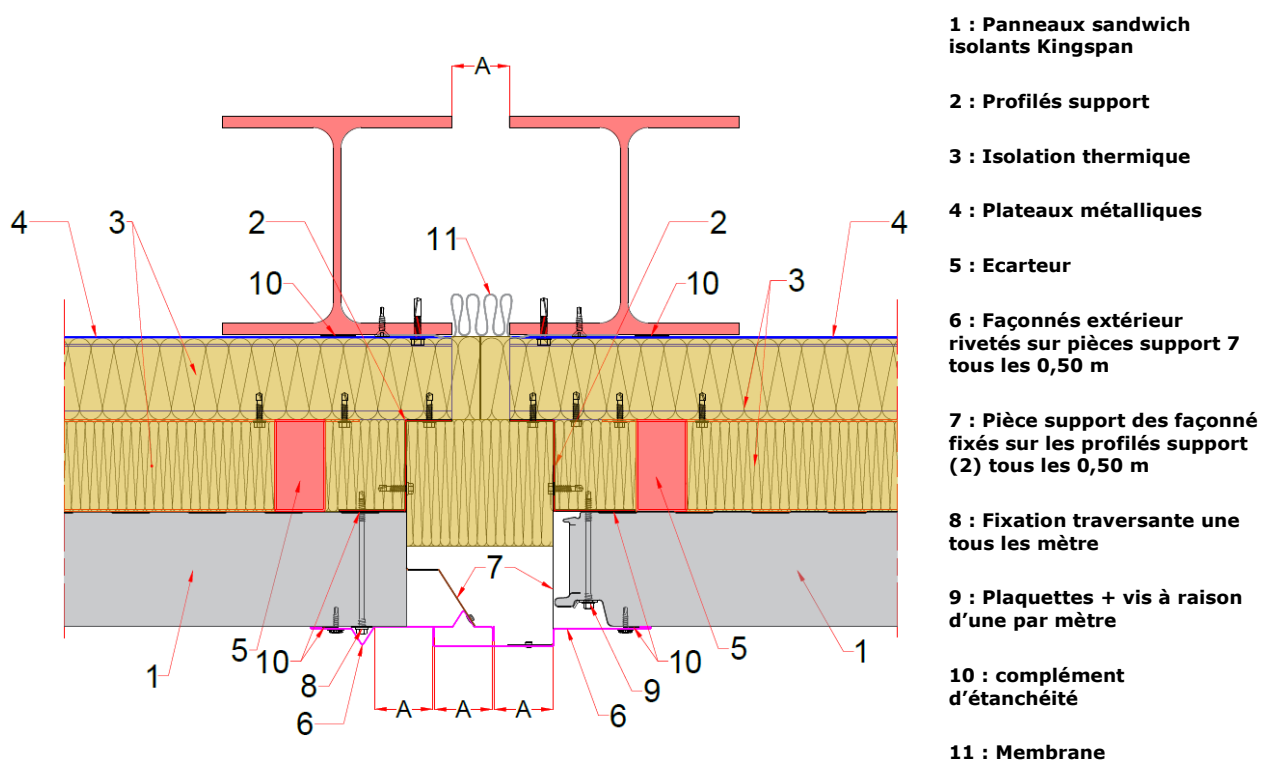 A
4
3
2
11
2
4
10
10
3
7
1
5
10
8
6
A
A
A
6
9
10
5
1
1 : Panneaux sandwich
isolants Kingspan
2 : Profilés support
3 : Isolation thermique
4 : Plateaux métalliques
5 : Ecarteur
6 : Façonnés extérieur
rivetés sur pièces support 7
tous les 0,50 m
7 : Pièce support des façonné
fixés sur les profilés support
(2) tous les 0,50 m
8 : Fixation traversante une
tous les mètre
9 : Plaquettes + vis à raison
d’une par mètre
10 : complément
d’étanchéité
11 : Membrane